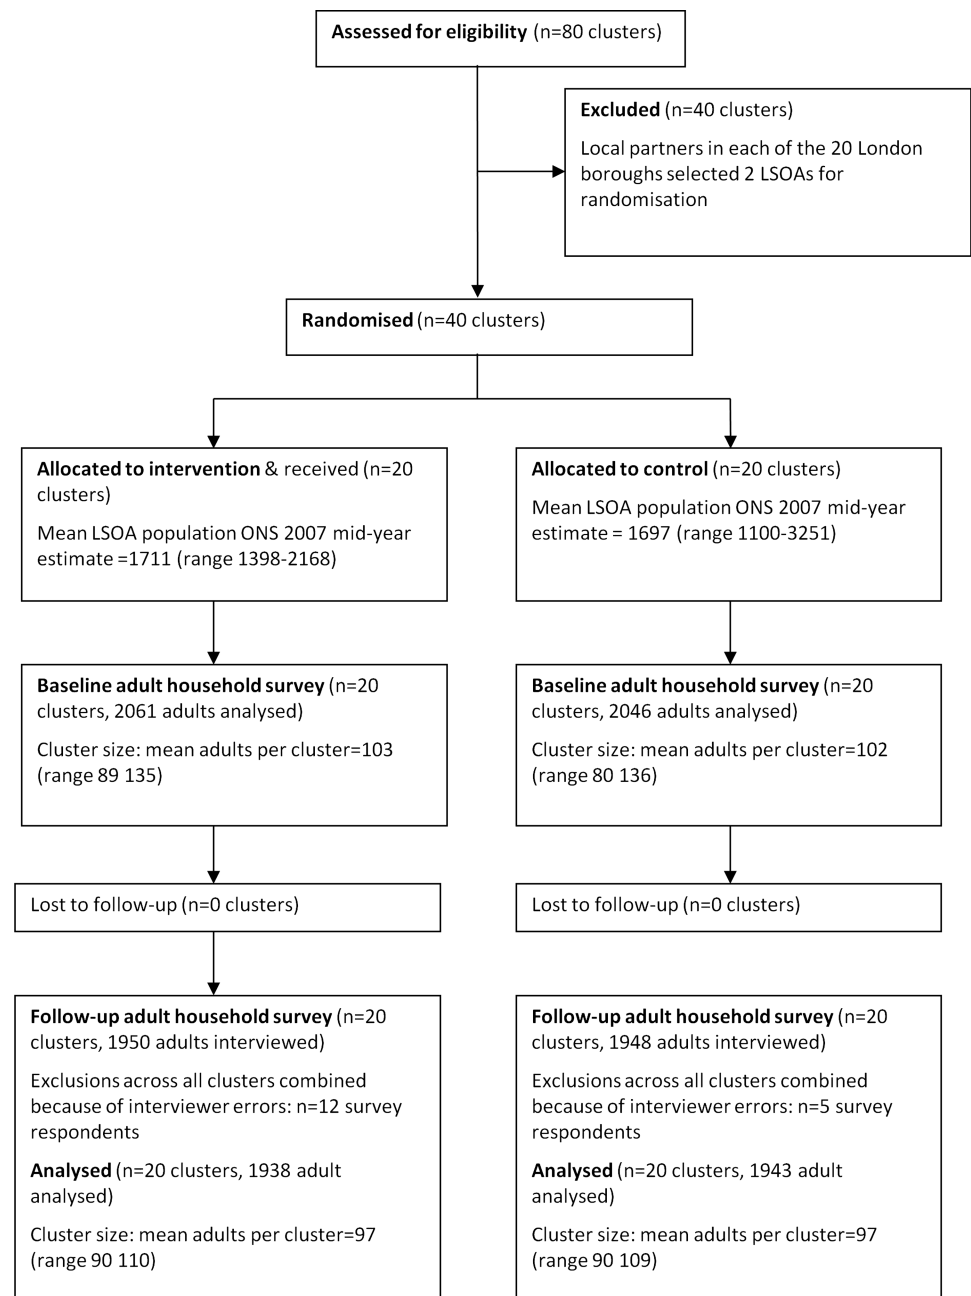 Assessed for eligibility (n=80 clusters)
Excluded (n=40 clusters)
Local partners in each of the 20 London
boroughs selected 2 LSOAs for
randomisation
Randomised (n=40 clusters)
Allocated to intervention & received (n=20
clusters)
Mean LSOA population ONS 2007 mid-year
estimate =1711 (range 1398-2168)
Allocated to control (n=20 clusters)
Mean LSOA population ONS 2007 mid-year
estimate = 1697 (range 1100-3251)
Baseline adult household survey (n=20
clusters, 2061 adults analysed)
Cluster size: mean adults per cluster=103
(range 89 135)
Baseline adult household survey (n=20
clusters, 2046 adults analysed)
Cluster size: mean adults per cluster=102
(range 80 136)
Lost to follow-up (n=0 clusters)
Lost to follow-up (n=0 clusters)
Follow-up adult household survey (n=20
clusters, 1950 adults interviewed)
Exclusions across all clusters combined
because of interviewer errors: n=12 survey
respondents
Analysed (n=20 clusters, 1938 adult
analysed)
Cluster size: mean adults per cluster=97
(range 90 110)
Follow-up adult household survey (n=20
clusters, 1948 adults interviewed)
Exclusions across all clusters combined
because of interviewer errors: n=5 survey
respondents
Analysed (n=20 clusters, 1943 adult
analysed)
Cluster size: mean adults per cluster=97
(range 90 109)